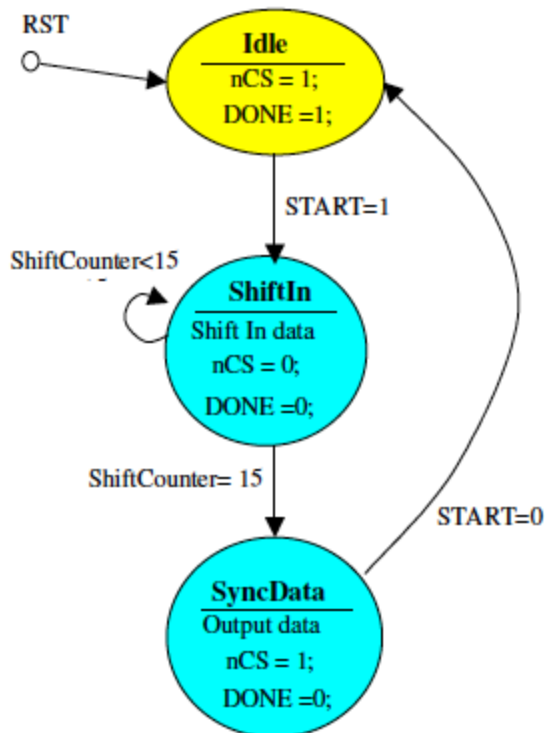 RST
Idle
nCS = 1;
DONE =1;
START=1
ShiftCounter<15
ShiftIn
Shift In data
nCS = 0;
DONE =0;
ShiftCounter= 15
START=0
SyncData
Output data
nCS = 1;
DONE =0;